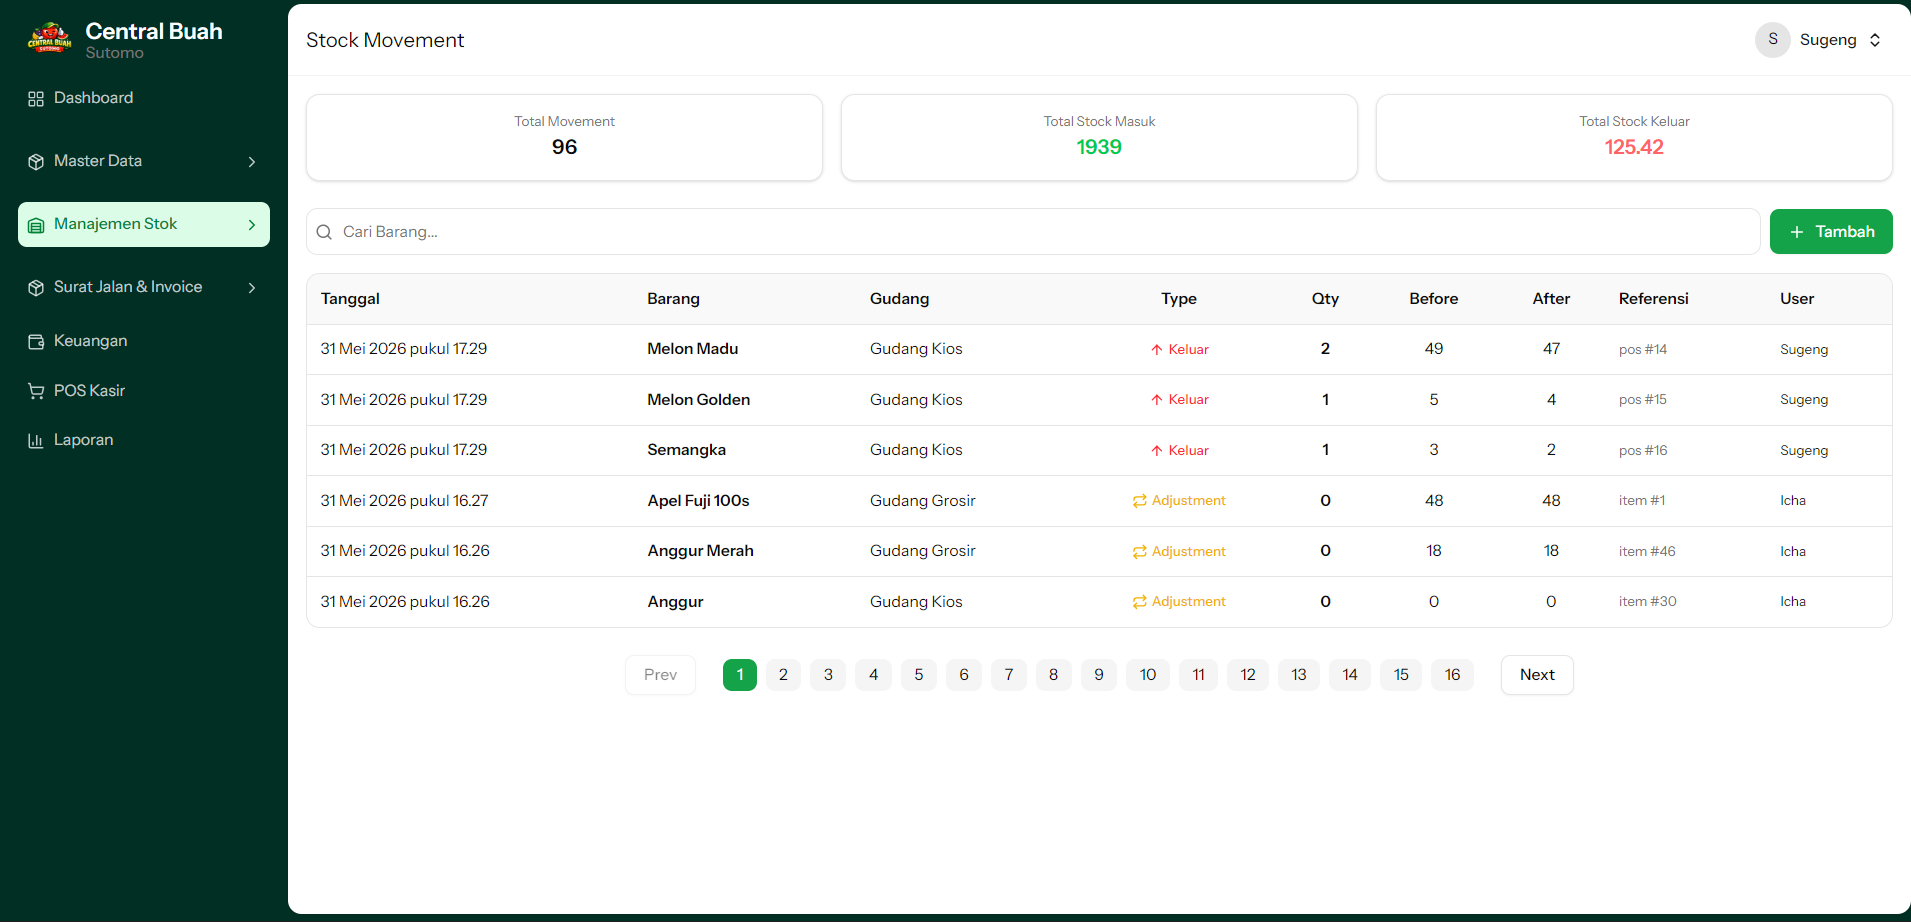 CENTRAL BUAH
SUTOMO
Central Buah
Sutomo
Dashboard
Master Data
Manajemen Stok
Surat Jalan & Invoice
Keuangan
POS Kasir
Laporan
Stock Movement
S Sugeng
Total Movement
96
Total Stock Masuk
1939
Total Stock Keluar
125.42
Cari Barang...
+ Tambah
Tanggal Barang Gudang Type Qty Before After Referensi User
31 Mei 2026 pukul 17.29 Melon Madu Gudang Kios Keluar 2 49 47 pos #14 Sugeng
31 Mei 2026 pukul 17.29 Melon Golden Gudang Kios Keluar 1 5 4 pos #15 Sugeng
31 Mei 2026 pukul 17.29 Semangka Gudang Kios Keluar 1 3 2 pos #16 Sugeng
31 Mei 2026 pukul 16.27 Apel Fuji 100s Gudang Grosir Adjustment 0 48 48 item #1 Icha
31 Mei 2026 pukul 16.26 Anggur Merah Gudang Grosir Adjustment 0 18 18 item #46 Icha
31 Mei 2026 pukul 16.26 Anggur Gudang Kios Adjustment 0 0 0 item #30 Icha
Prev 1 2 3 4 5 6 7 8 9 10 11 12 13 14 15 16 Next